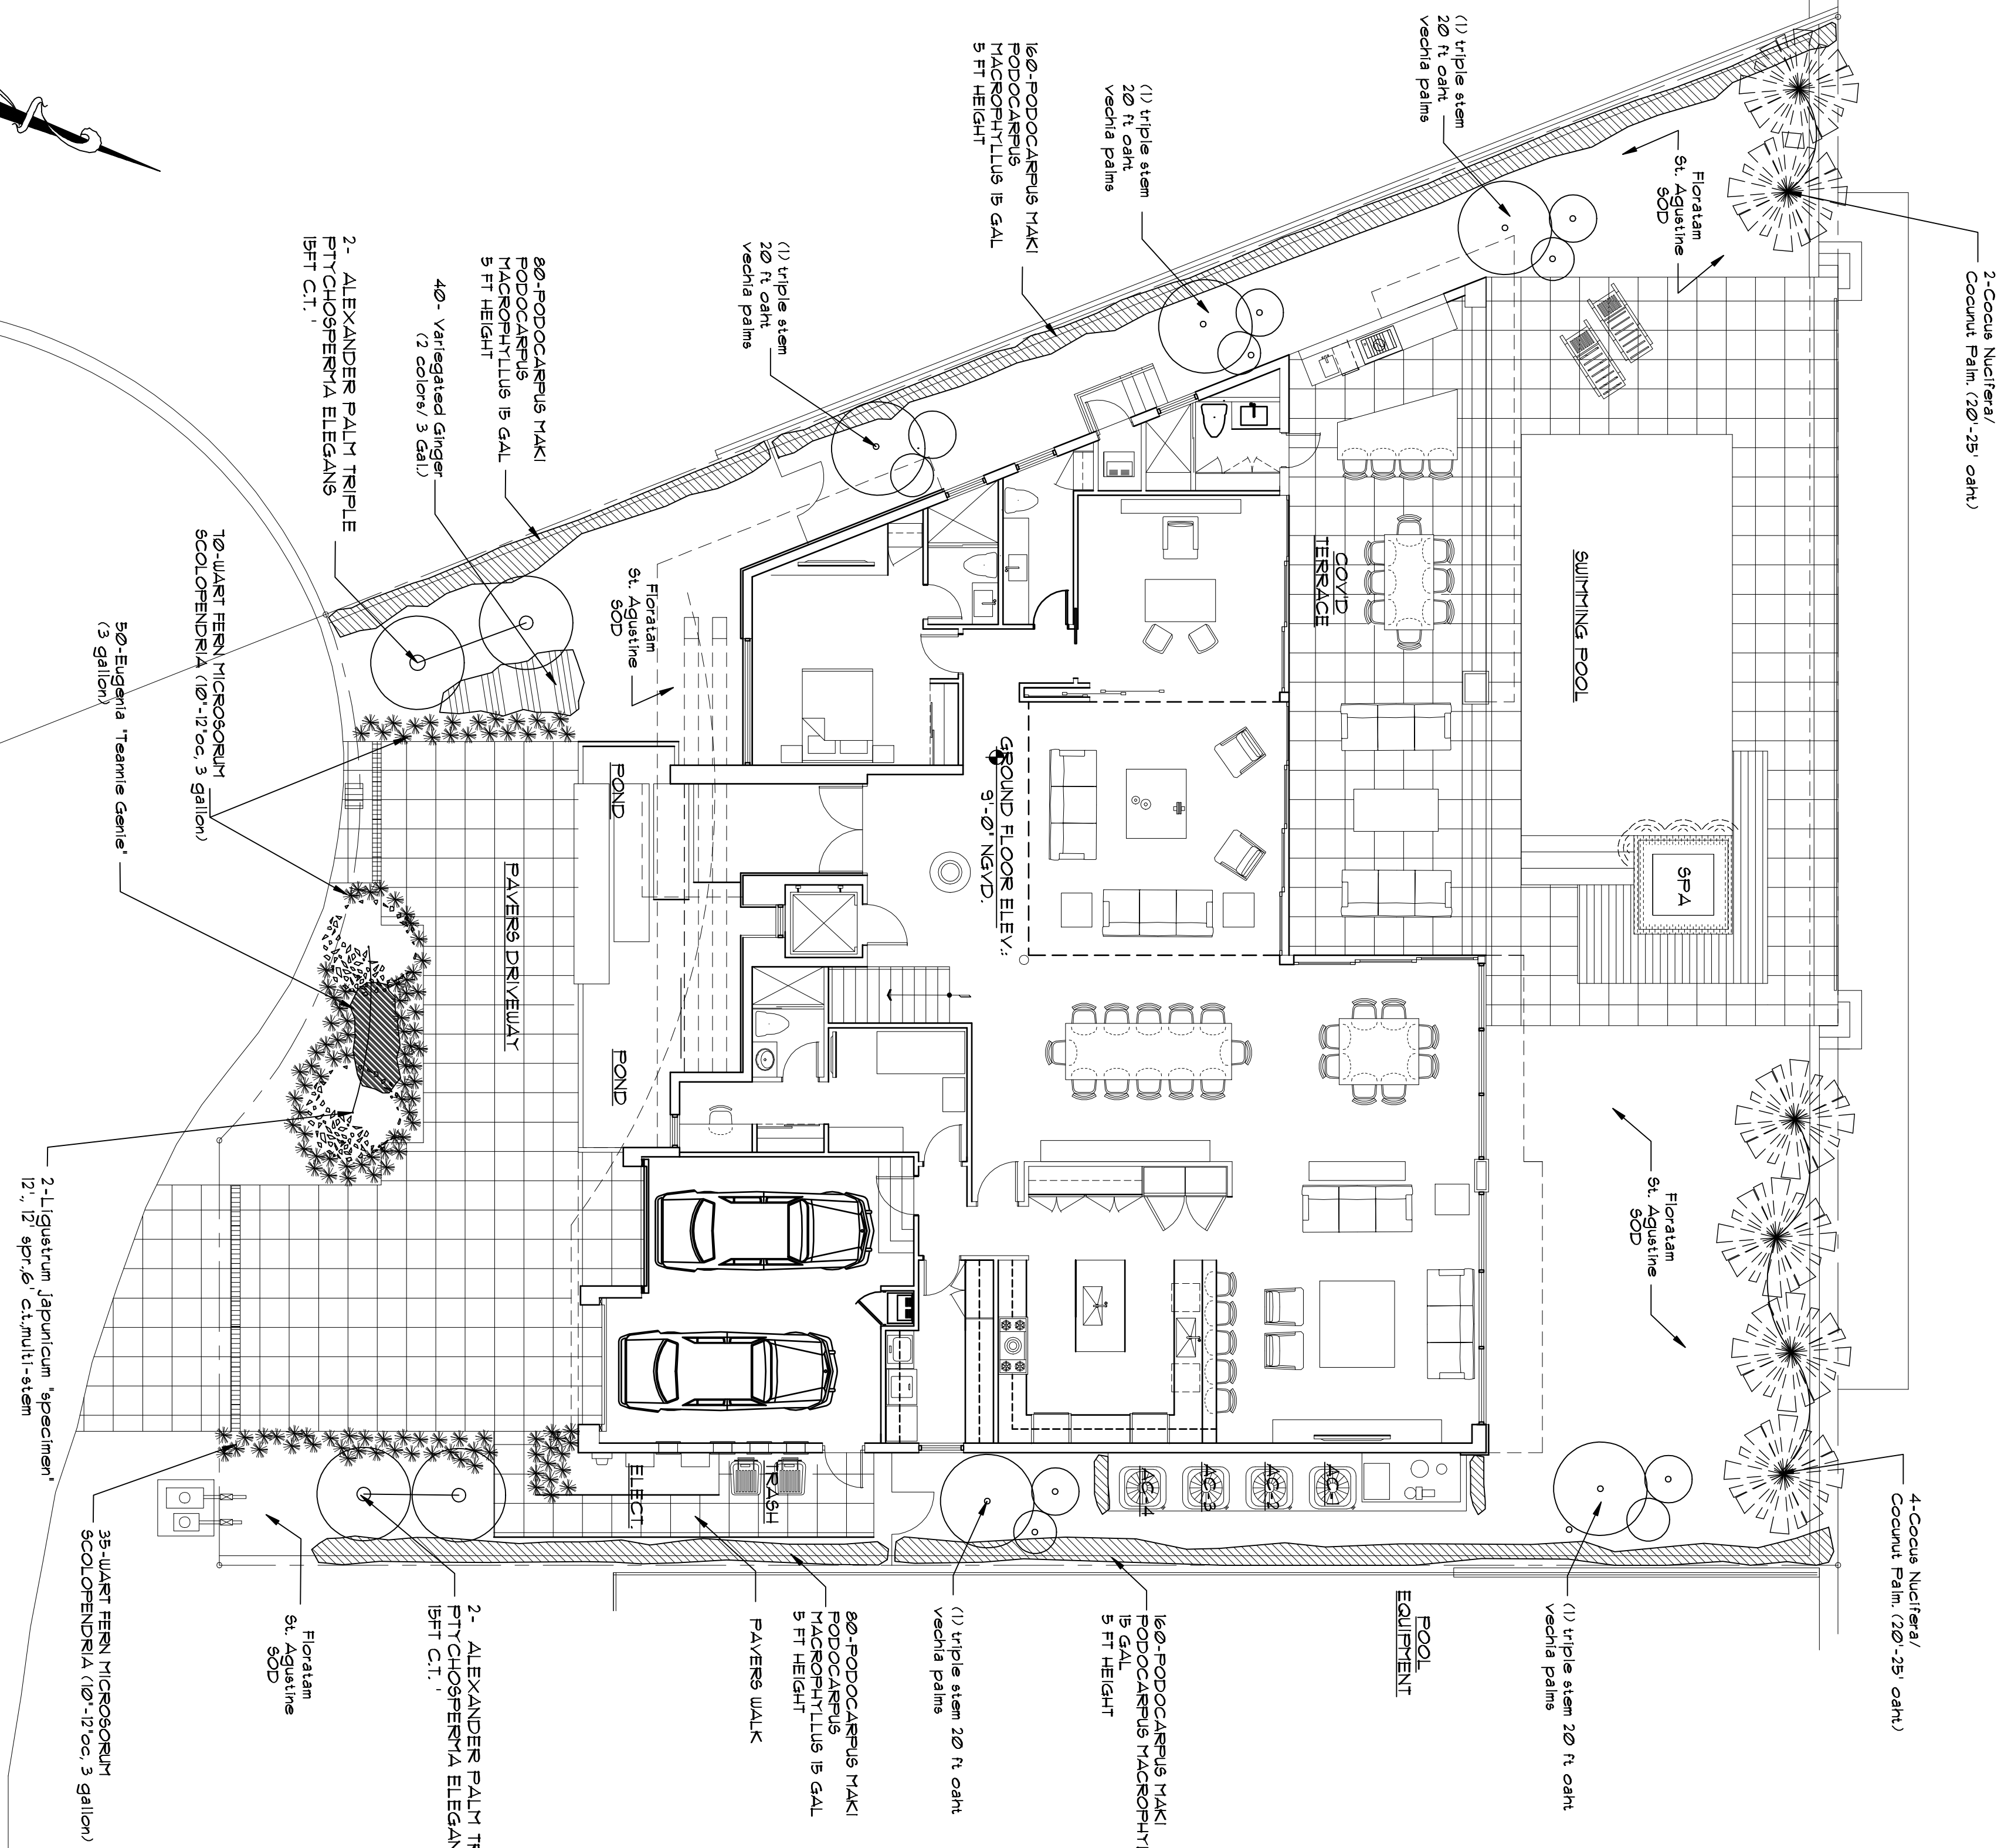 2-Cocus Nucifera/
Cocunut Palm. (20'-25' oaht)
(1) triple stem
20 ft oaht
vechia palms
Floratam
St. Agustine
SOD
(1) triple stem
20 ft oaht
vechia palms
160-PODOCARPUS MAKI
PODOCARPUS
MACROPHYLLUS 15 GAL
5 FT HEIGHT
(1) triple stem
20 ft oaht
vechia palms
80-PODOCARPUS MAKI
PODOCARPUS
MACROPHYLLUS 15 GAL
5 FT HEIGHT
40- Variegated Ginger
(2 colors/ 3 Gal.)
2- ALEXANDER PALM TRIPLE
PTYCHOSPERMA ELEGANS
15FT C.T. '
70-WART FERN MICROSORUM
SCOLOPENDRIA (10"-12"oc, 3 gallon)
50-Eugenia "Teannie Genie"
(3 gallon)
Floratam
St. Agustine
SOD
SWIMMING POOL
COV'D
TERRACE
SPA
GROUND FLOOR ELEV.:
9'-0" NGVD.
POND
POND
PAVERS DRIVEWAY
Floratam
St. Agustine
SOD
2-Ligustrum japunicum "specimen"
12', 12' spr.,6' c.t.,multi-stem
AC-1
AC-2
AC-3
AC-4
TRASH
ELECT.
4-Cocus Nucifera/
Cocunut Palm. (20'-25' oaht)
(1) triple stem 20 ft oaht
vechia palms
POOL
EQUIPMENT
160-PODOCARPUS MAKI
PODOCARPUS MACROPHY
15 GAL
5 FT HEIGHT
(1) triple stem 20 ft oaht
vechia palms
80-PODOCARPUS MAKI
PODOCARPUS
MACROPHYLLUS 15 GAL
5 FT HEIGHT
PAVERS WALK
2- ALEXANDER PALM TR
PTYCHOSPERMA ELEGAN
15FT C.T. '
Floratam
St. Agustine
SOD
35-WART FERN MICROSORUM
SCOLOPENDRIA (10"-12"oc, 3 gallon)